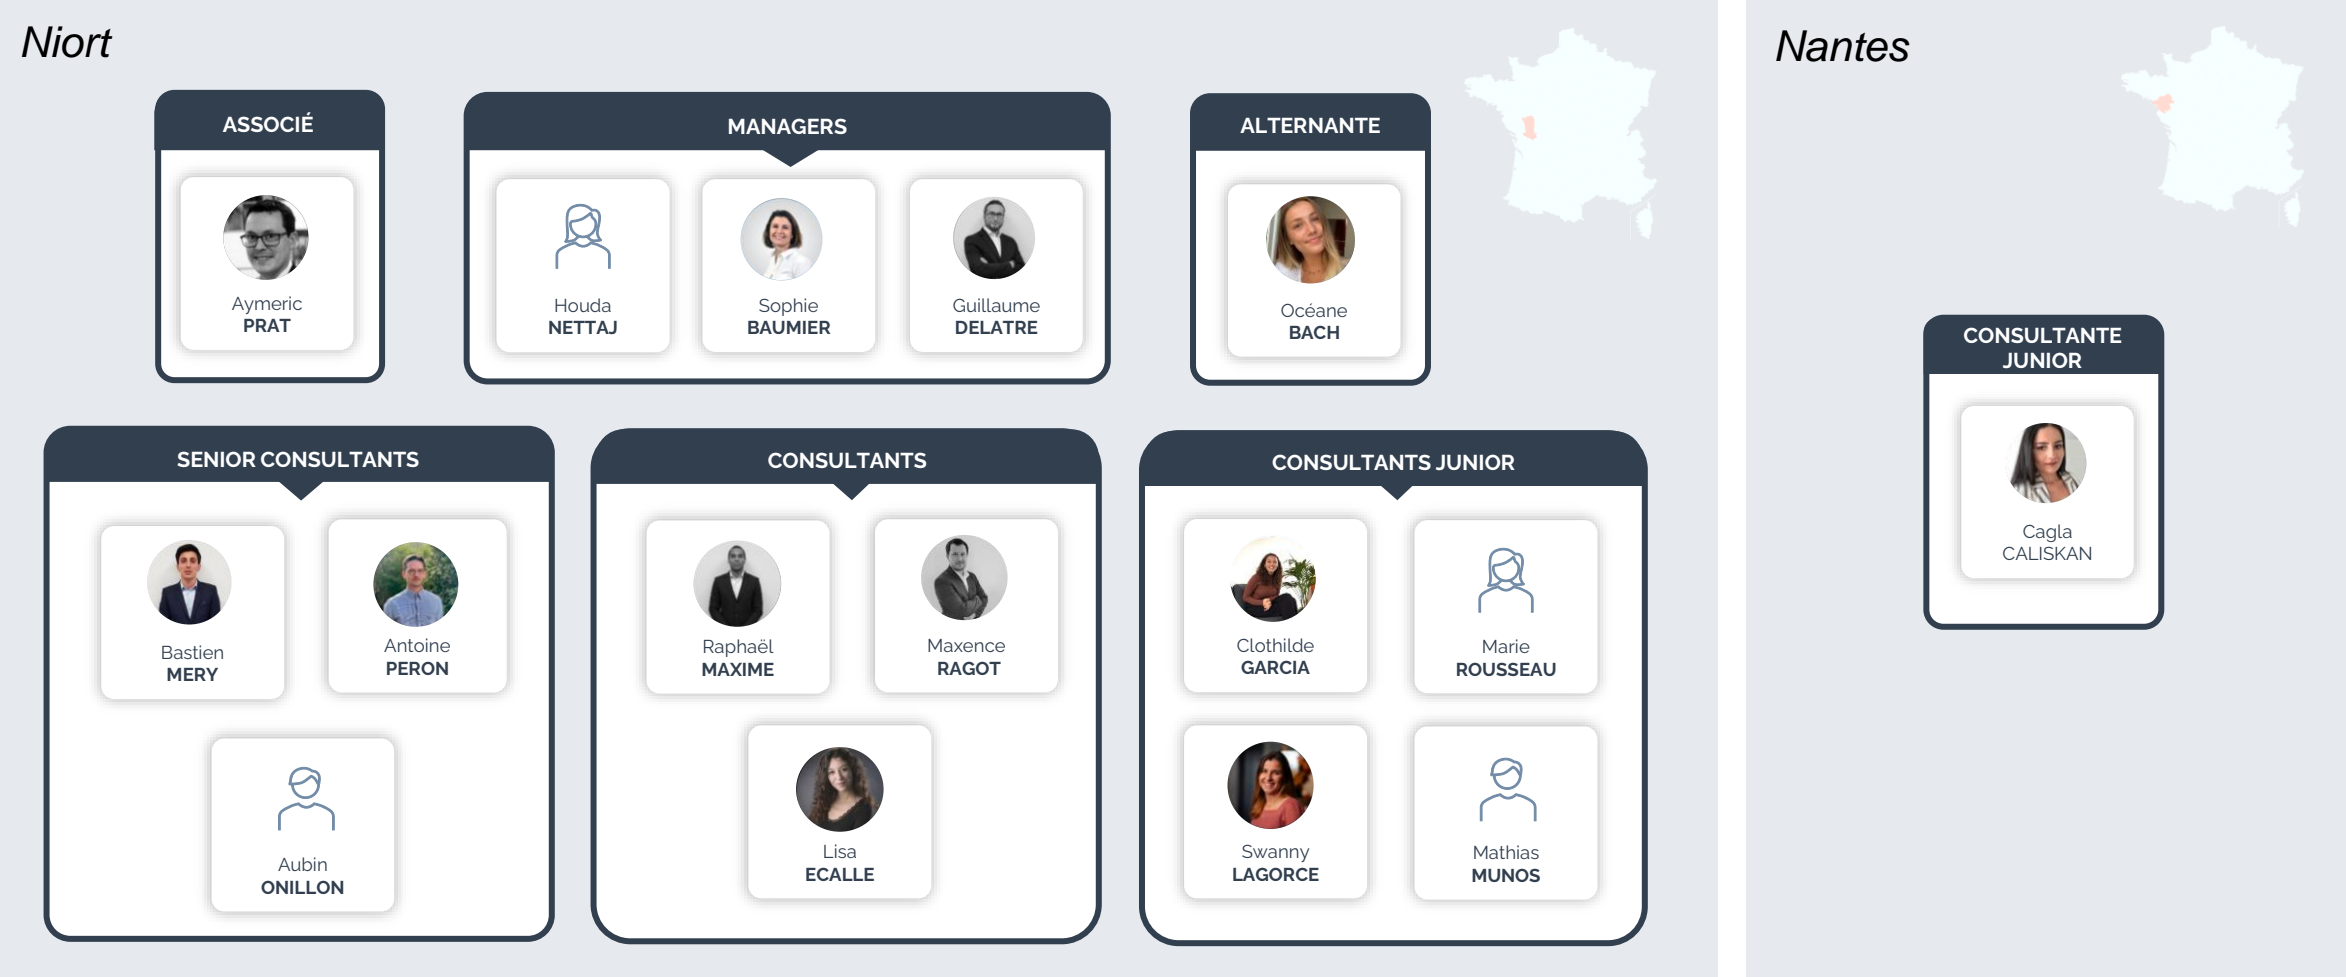 Niort
ASSOCIÉ
Aymeric
PRAT
MANAGERS
Houda
NETTAJ
Sophie
BAUMIER
Guillaume
DELATRE
ALTERNANTE
Océane
BACH
SENIOR CONSULTANTS
Bastien
MERY
Antoine
PERON
Aubin
ONILLON
CONSULTANTS
Raphaël
MAXIME
Maxence
RAGOT
Lisa
ECALLE
CONSULTANTS JUNIOR
Clothilde
GARCIA
Marie
ROUSSEAU
Swanny
LAGORCE
Mathias
MUNOS
Nantes
CONSULTANTE
JUNIOR
Cagla
CALISKAN